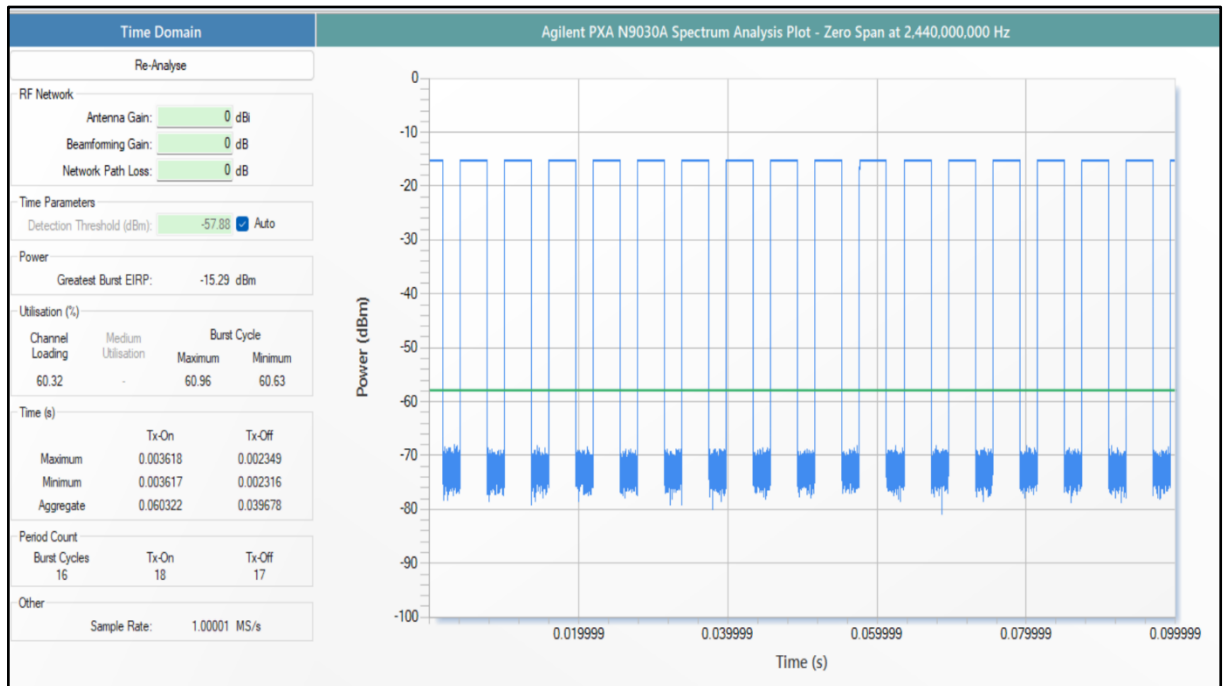 Time Domain
Agilent PXA N9030A Spectrum Analysis Plot - Zero Span at 2,440,000,000 Hz
Re-Analyse
RF Network
Antenna Gain: 0 dBi
Beamforming Gain: 0 dB
Network Path Loss: 0 dB
Time Parameters
Detection Threshold (dBm): -57.88 Auto
Power
Greatest Burst EIRP: -15.29 dBm
Utilisation (%)
Channel Loading Medium Utilisation Burst Cycle
Maximum Minimum
60.32 - 60.96 60.63
Time (s)
Tx-On Tx-Off
Maximum 0.003618 0.002349
Minimum 0.003617 0.002316
Aggregate 0.060322 0.039678
Period Count
Burst Cycles Tx-On Tx-Off
16 18 17
Other
Sample Rate: 1.00001 MS/s
Power (dBm)
0
-10
-20
-30
-40
-50
-60
-70
-80
-90
-100
0.019999 0.039999 0.059999 0.079999 0.099999
Time (s)